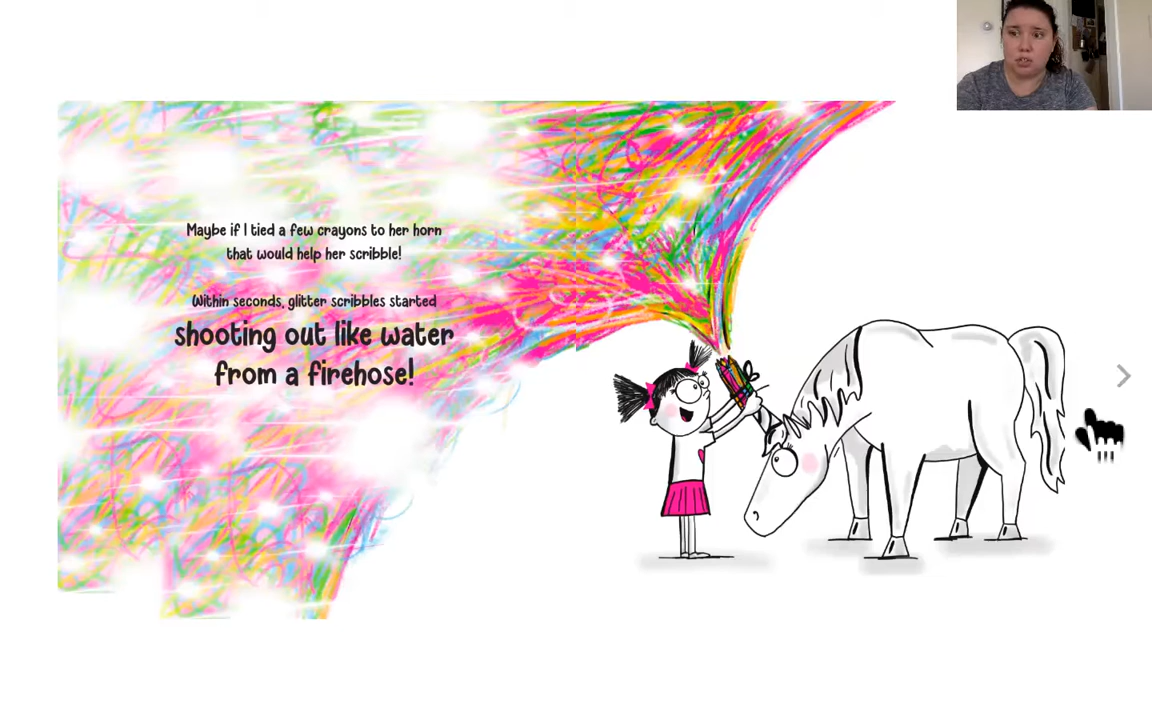 Maybe if I tied a few crayons to her horn
that would help her scribble!
Within seconds, glitter scribbles started
shooting out like water
from a firehose!